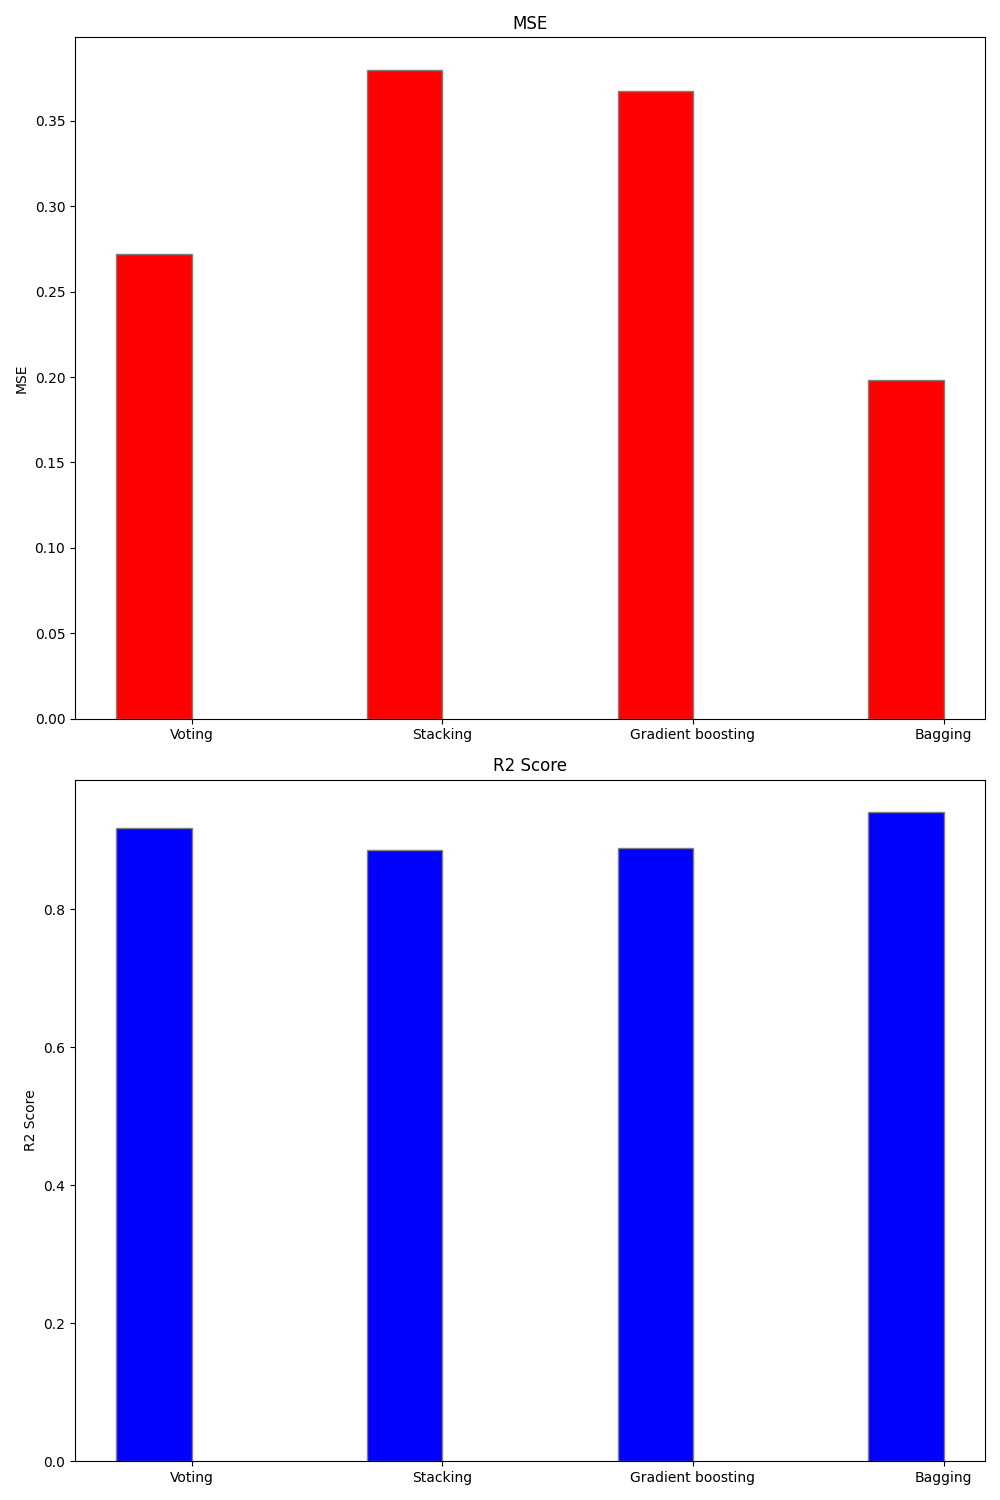 MSE
0.35
0.30
0.25
0.20
0.15
0.10
0.05
0.00
MSE
Voting Stacking Gradient boosting Bagging
R2 Score
0.8
0.6
0.4
0.2
0.0
R2 Score
Voting Stacking Gradient boosting Bagging